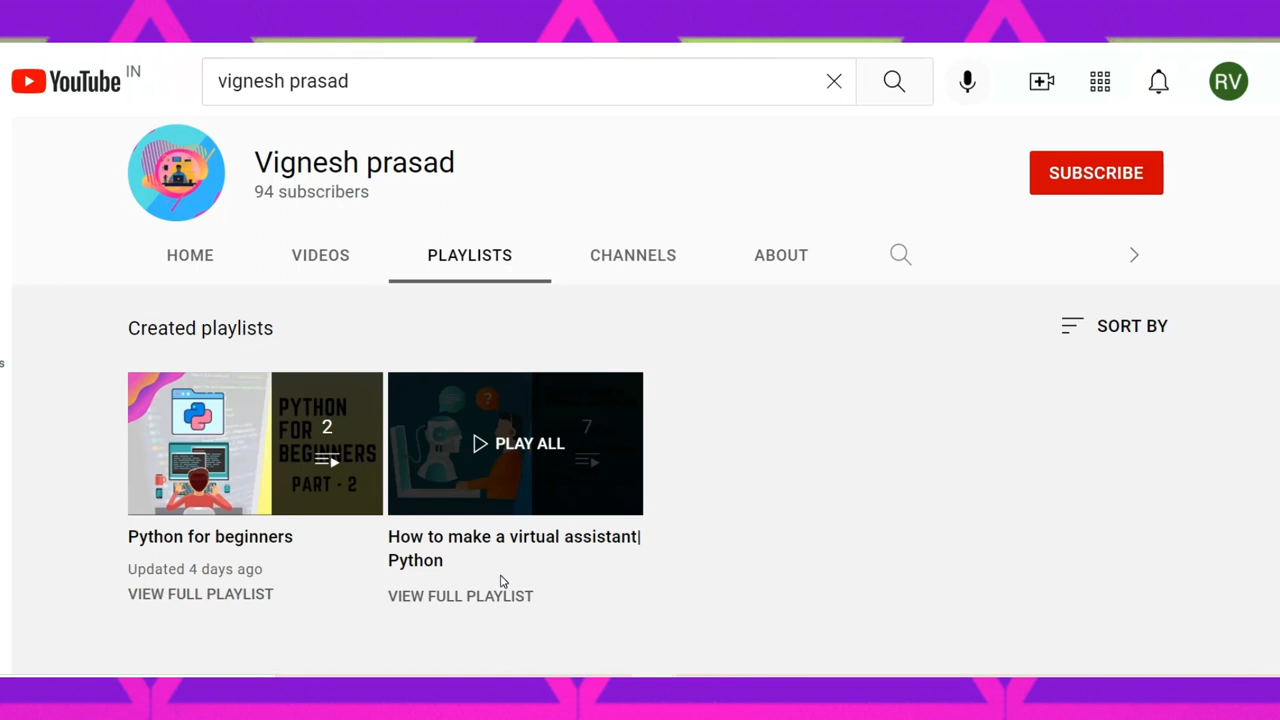 YouTube IN
vignesh prasad
RV
Vignesh prasad
94 subscribers
SUBSCRIBE
HOME
VIDEOS
PLAYLISTS
CHANNELS
ABOUT
Created playlists
SORT BY
PYTHON
FOR
BEGINNERS
PART - 2
2
PLAY ALL
7
Python for beginners
Updated 4 days ago
VIEW FULL PLAYLIST
How to make a virtual assistant|
Python
VIEW FULL PLAYLIST
s